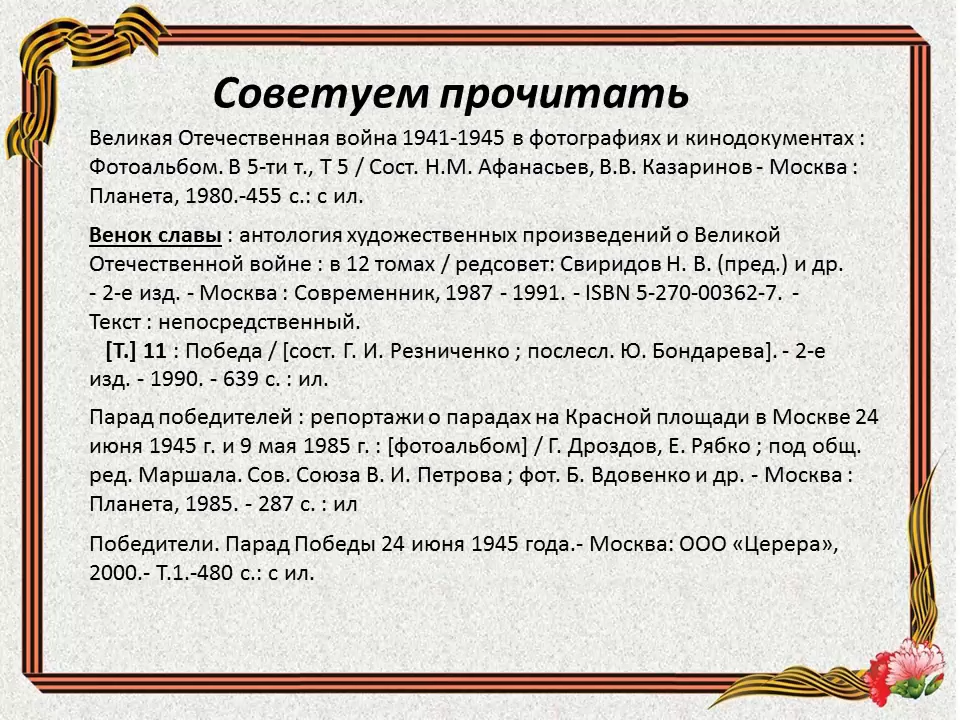 Советуем прочитать
Великая Отечественная война 1941-1945 в фотографиях и кинодокументах :
Фотоальбом. В 5-ти т., Т 5 / Сост. Н.М. Афанасьев, В.В. Казаринов - Москва :
Планета, 1980.-455 с.: с ил.
Венок славы : антология художественных произведений о Великой
Отечественной войне : в 12 томах / редсовет: Свиридов Н. В. (пред.) и др.
- 2-е изд. - Москва : Современник, 1987 - 1991. - ISBN 5-270-00362-7. -
Текст : непосредственный.
[Т.] 11 : Победа / [сост. Г. И. Резниченко ; послесл. Ю. Бондарева]. - 2-е
изд. - 1990. - 639 с. : ил.
Парад победителей : репортажи о парадах на Красной площади в Москве 24
июня 1945 г. и 9 мая 1985 г. : [фотоальбом] / Г. Дроздов, Е. Рябко ; под общ.
ред. Маршала. Сов. Союза В. И. Петрова ; фот. Б. Вдовенко и др. - Москва :
Планета, 1985. - 287 с. : ил
Победители. Парад Победы 24 июня 1945 года.- Москва: ООО «Церера»,
2000.- Т.1.-480 с.: с ил.